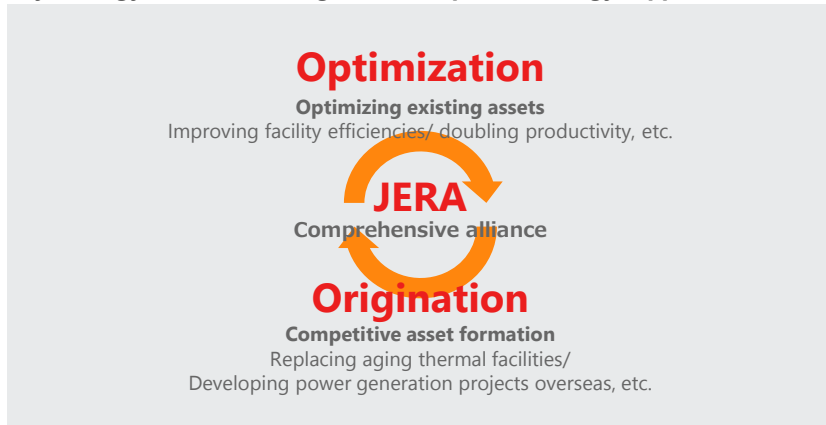 Optimization
Optimizing existing assets
Improving facility efficiencies/ doubling productivity, etc.
JERA
Comprehensive alliance
Origination
Competitive asset formation
Replacing aging thermal facilities/
Developing power generation projects overseas, etc.